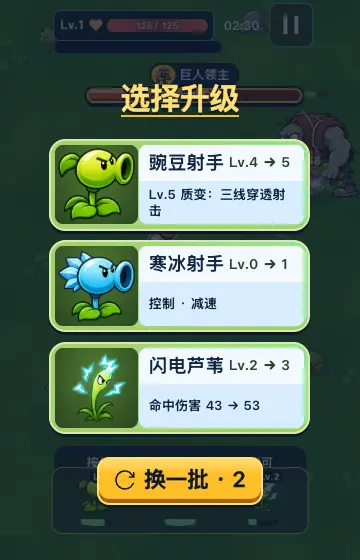 Lv.1
125 / 125
02:30
巨人领主
选择升级
豌豆射手 Lv.4 → 5
Lv.5 质变：三线穿透射
击
寒冰射手 Lv.0 → 1
控制 · 减速
闪电芦苇 Lv.2 → 3
命中伤害 43 → 53
换一批 · 2